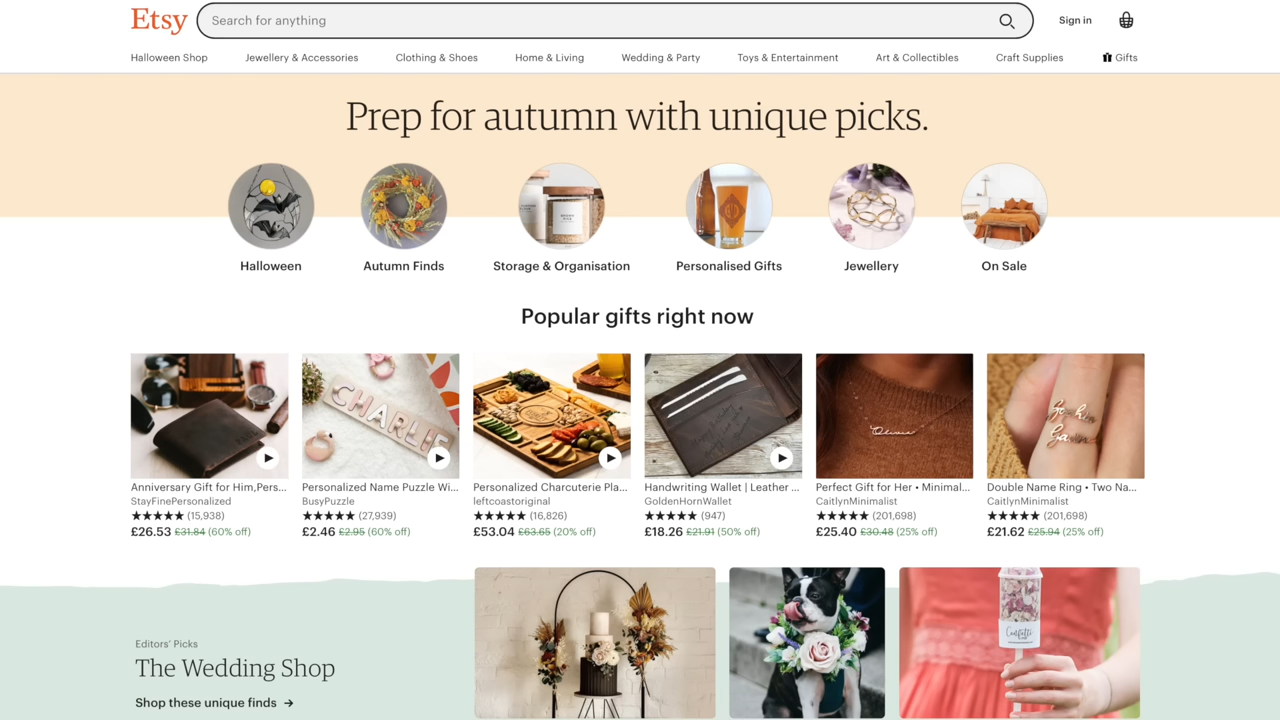 Etsy
Search for anything
Sign in
Halloween Shop
Jewellery & Accessories
Clothing & Shoes
Home & Living
Wedding & Party
Toys & Entertainment
Art & Collectibles
Craft Supplies
Gifts
Prep for autumn with unique picks.
Halloween
Autumn Finds
Storage & Organisation
Personalised Gifts
Jewellery
On Sale
Popular gifts right now
CHARLIE
Olivia
Anniversary Gift for Him,Pers...
StayFinePersonalized
(15,938)
£26.53 £31.84 (60% off)
Personalized Name Puzzle Wi...
BusyPuzzle
(27,939)
£2.46 £2.95 (60% off)
Personalized Charcuterie Pla...
leftcoastoriginal
(16,826)
£53.04 £63.65 (20% off)
Handwriting Wallet | Leather ...
GoldenHornWallet
(947)
£18.26 £21.91 (50% off)
Perfect Gift for Her • Minimal...
CaitlynMinimalist
(201,698)
£25.40 £30.48 (25% off)
Double Name Ring • Two Na...
CaitlynMinimalist
(201,698)
£21.62 £25.94 (25% off)
Editors' Picks
The Wedding Shop
Shop these unique finds
Confetti